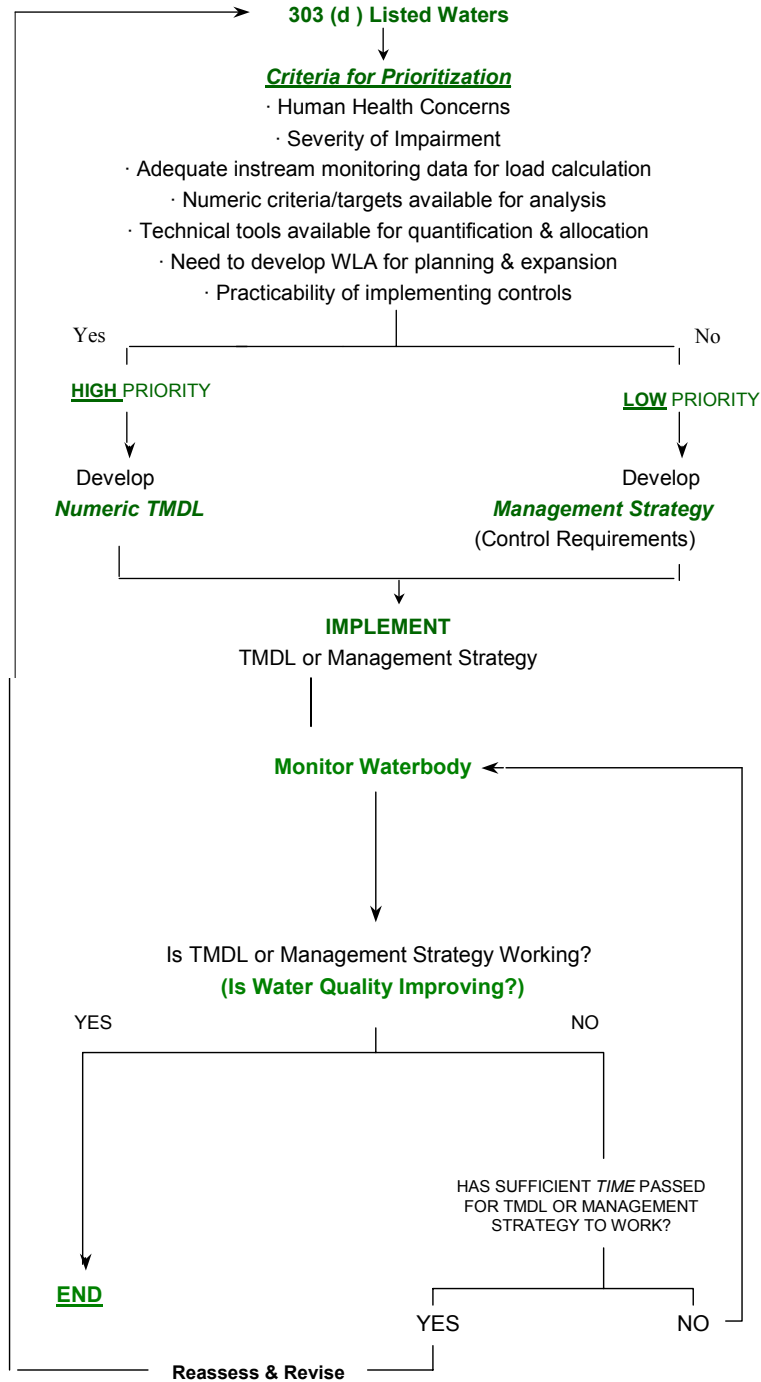 303 (d ) Listed Waters
Criteria for Prioritization
· Human Health Concerns
· Severity of Impairment
· Adequate instream monitoring data for load calculation
· Numeric criteria/targets available for analysis
· Technical tools available for quantification & allocation
· Need to develop WLA for planning & expansion
· Practicability of implementing controls
Yes
No
HIGH PRIORITY
LOW PRIORITY
Develop
Numeric TMDL
Develop
Management Strategy
(Control Requirements)
IMPLEMENT
TMDL or Management Strategy
Monitor Waterbody
Is TMDL or Management Strategy Working?
(Is Water Quality Improving?)
YES
NO
HAS SUFFICIENT TIME PASSED
FOR TMDL OR MANAGEMENT
STRATEGY TO WORK?
END
YES
NO
Reassess & Revise